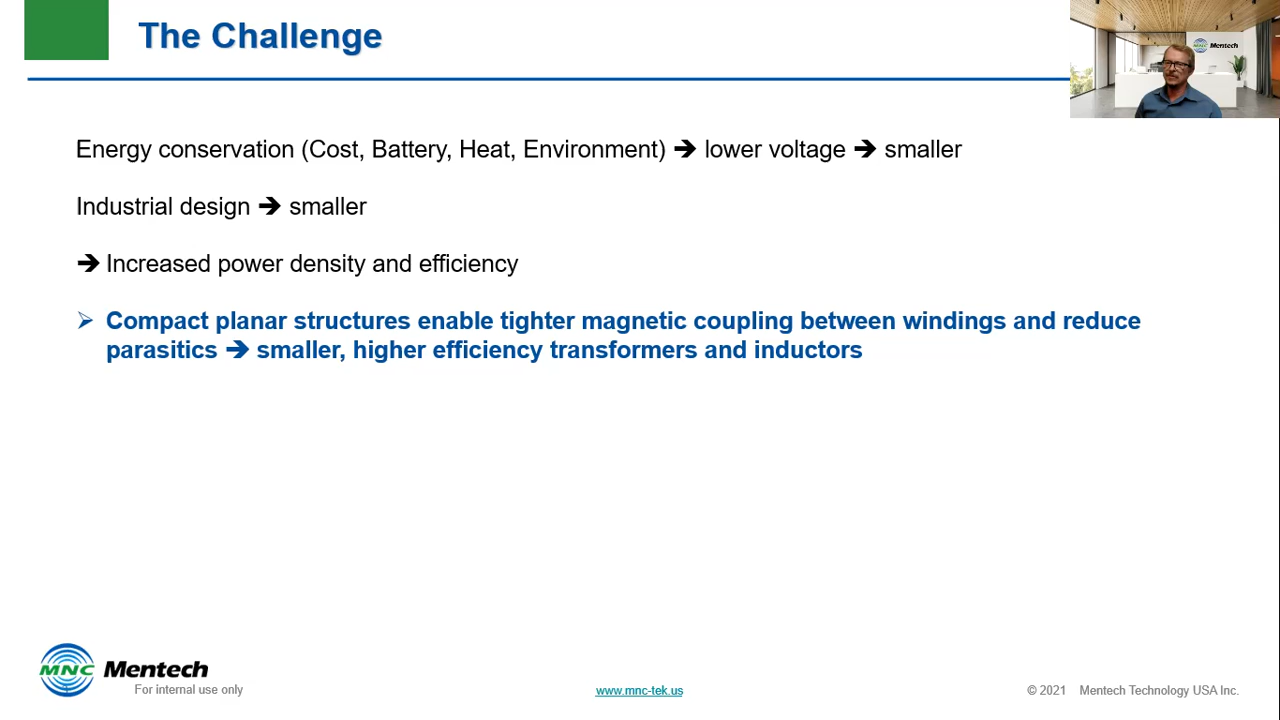 The Challenge
MNC Mentech
Energy conservation (Cost, Battery, Heat, Environment) ➔ lower voltage ➔ smaller
Industrial design ➔ smaller
➔ Increased power density and efficiency
➢ Compact planar structures enable tighter magnetic coupling between windings and reduce
parasitics ➔ smaller, higher efficiency transformers and inductors
MNC Mentech
For internal use only
www.mnc-tek.us
© 2021 Mentech Technology USA Inc.